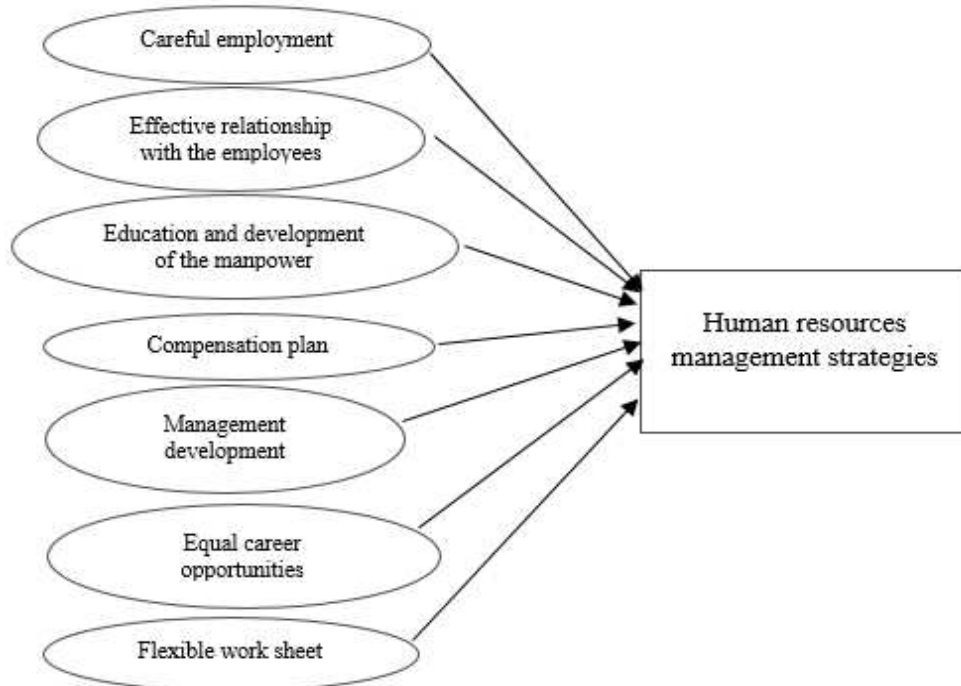 Careful employment
Effective relationship
with the employees
Education and development
of the manpower
Compensation plan
Management
development
Equal career
opportunities
Flexible work sheet
Human resources
management strategies